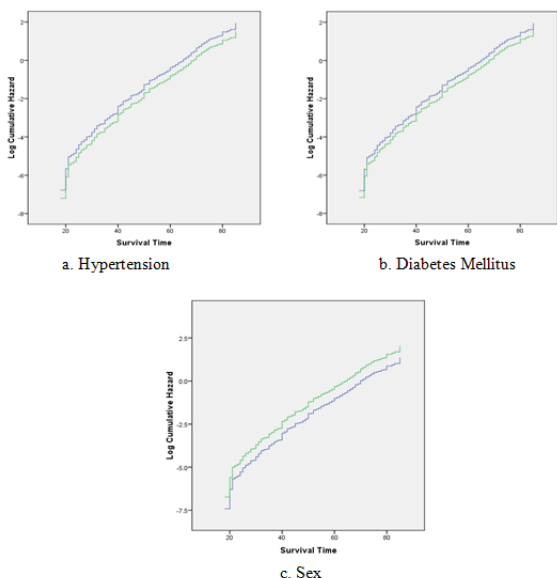 2
0
-2
-4
-6
-8
20 40 60 80
Log Cumulative Hazard
Survival Time
a. Hypertension
2
0
-2
-4
-6
-8
20 40 60 80
Log Cumulative Hazard
Survival Time
b. Diabetes Mellitus
2.5
0.0
-2.5
-5.0
-7.5
20 40 60 80
Log Cumulative Hazard
Survival Time
c. Sex